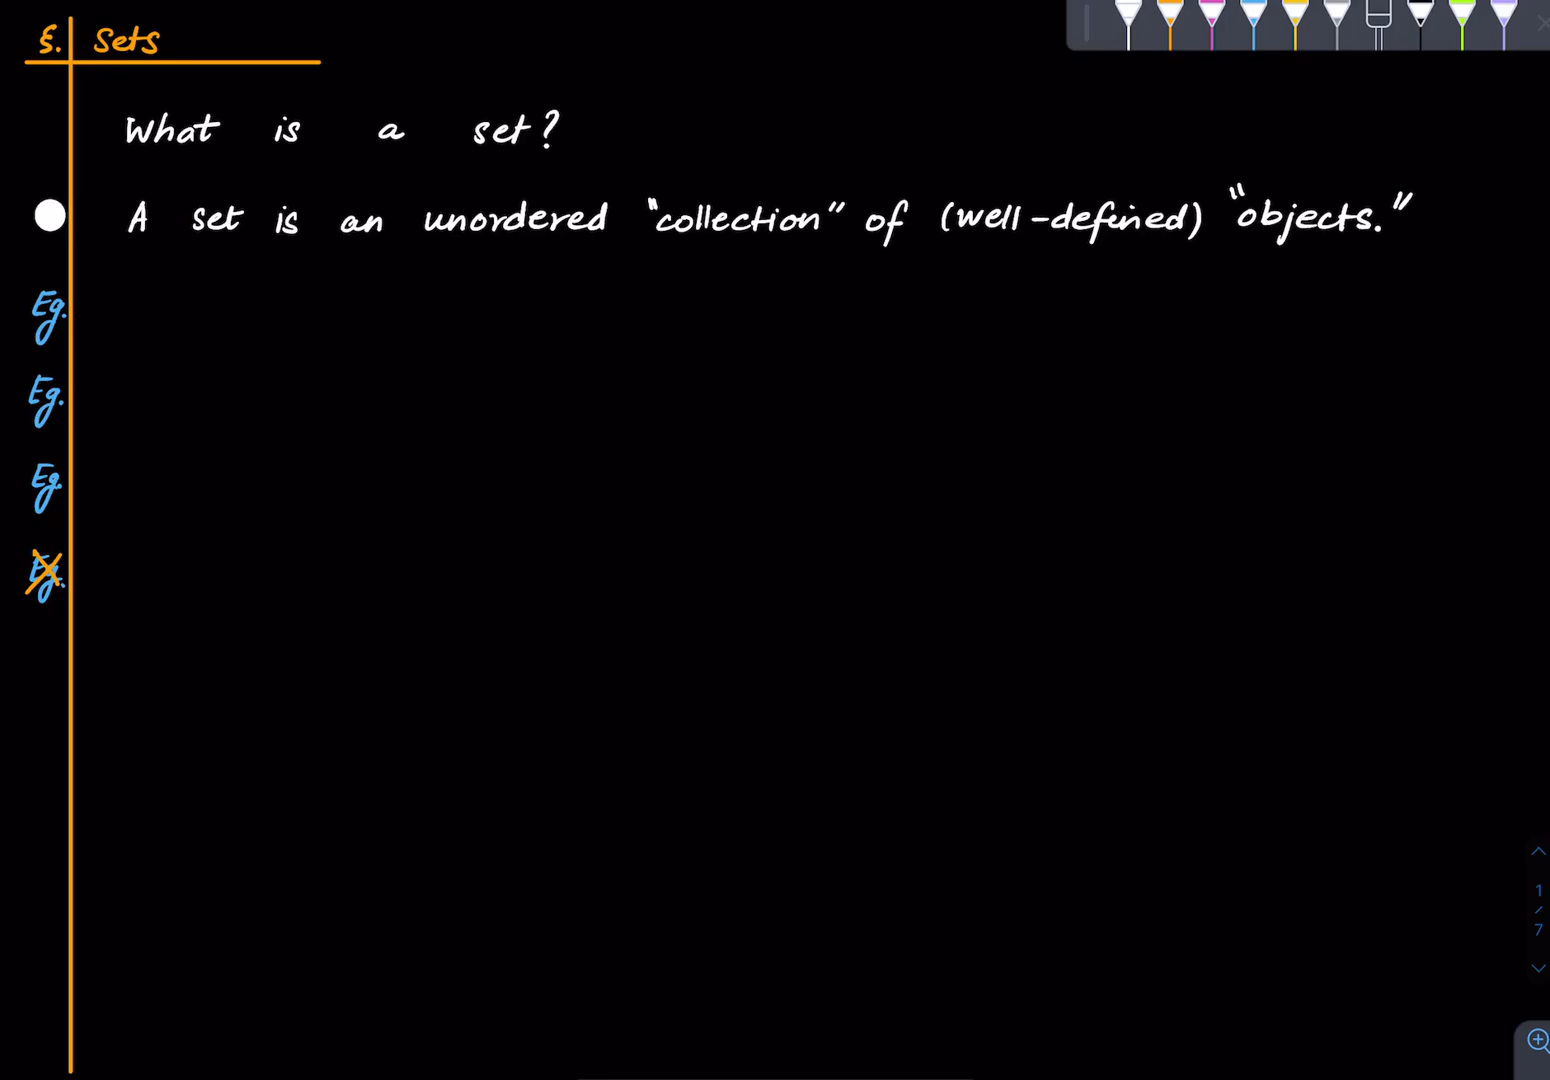 §. Sets
What is a set?
A set is an unordered "collection" of (well-defined) "objects."
Eg.
Eg.
Eg.
Eg.
1
/
7